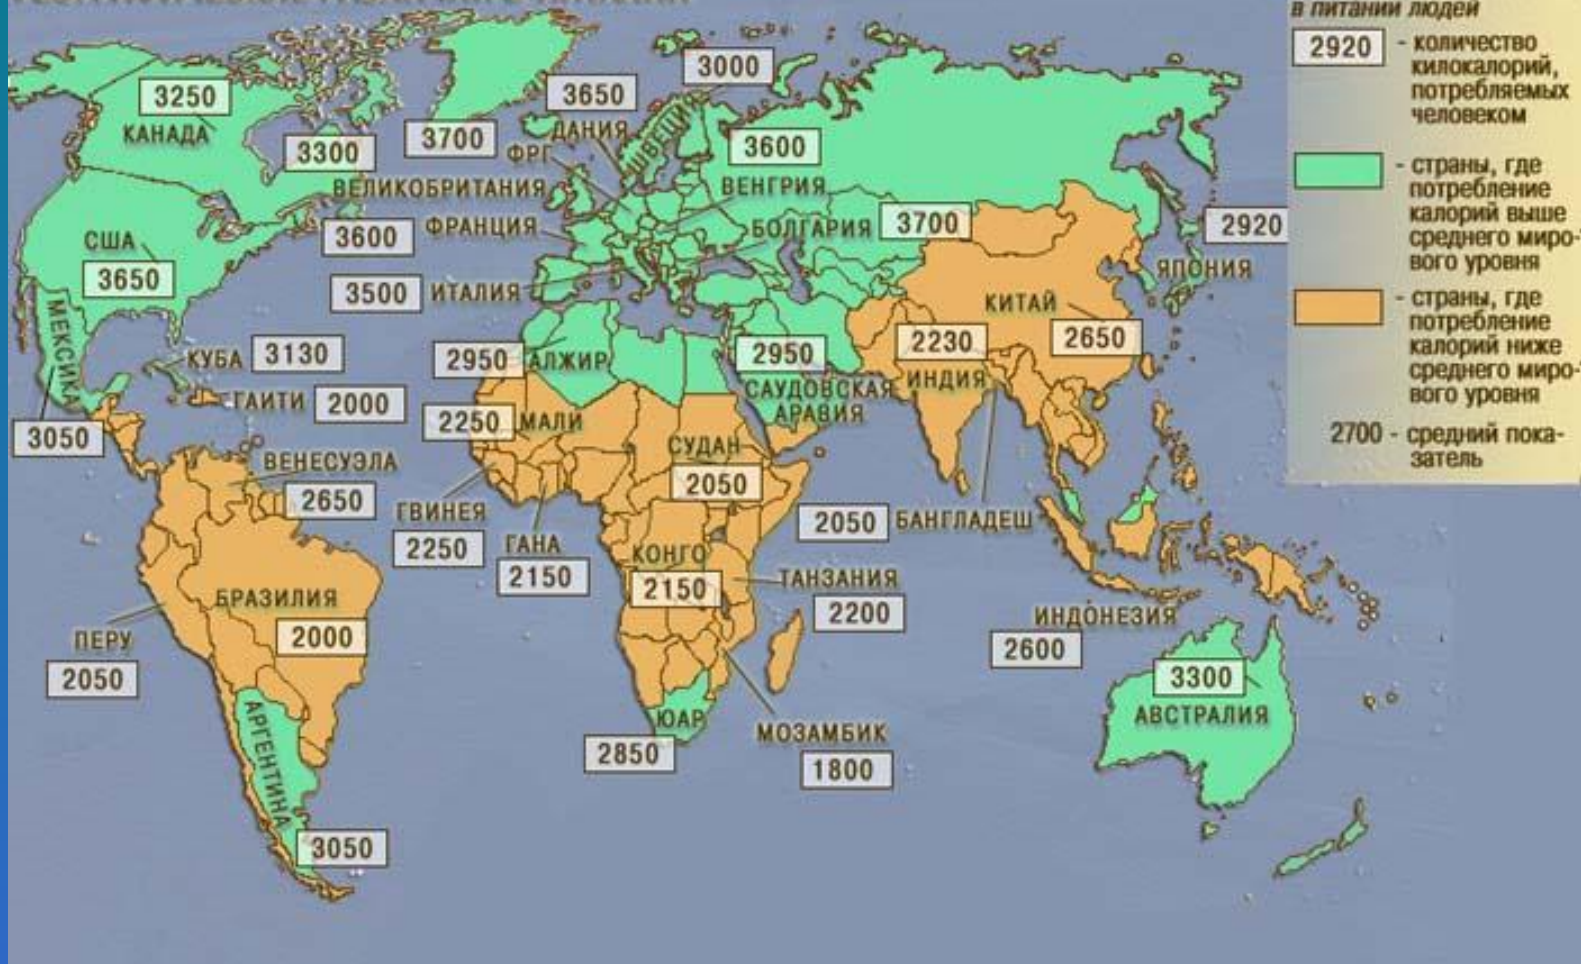 в питании людей
2920 - количество
килокалорий,
потребляемых
человеком
- страны, где
потребление
калорий выше
среднего миро-
вого уровня
- страны, где
потребление
калорий ниже
среднего миро-
вого уровня
2700 - средний пока-
затель
3250
КАНАДА
3300
3700
3650
3000
ДАНИЯ
ШВЕЦИЯ
ФРГ
3600
ВЕЛИКОБРИТАНИЯ
ВЕНГРИЯ
3600
ФРАНЦИЯ
БОЛГАРИЯ
3700
2920
ЯПОНИЯ
США
3650
3500
ИТАЛИЯ
МЕКСИКА
3050
КУБА
3130
ГАИТИ
2000
2950
АЛЖИР
2950
САУДОВСКАЯ
АРАВИЯ
2230
ИНДИЯ
КИТАЙ
2650
2250
МАЛИ
СУДАН
2050
ВЕНЕСУЭЛА
2650
ГВИНЕЯ
2250
ГАНА
2150
КОНГО
2150
2050
БАНГЛАДЕШ
ТАНЗАНИЯ
2200
БРАЗИЛИЯ
2000
ПЕРУ
2050
ИНДОНЕЗИЯ
2600
3300
АВСТРАЛИЯ
ЮАР
2850
МОЗАМБИК
1800
АРГЕНТИНА
3050